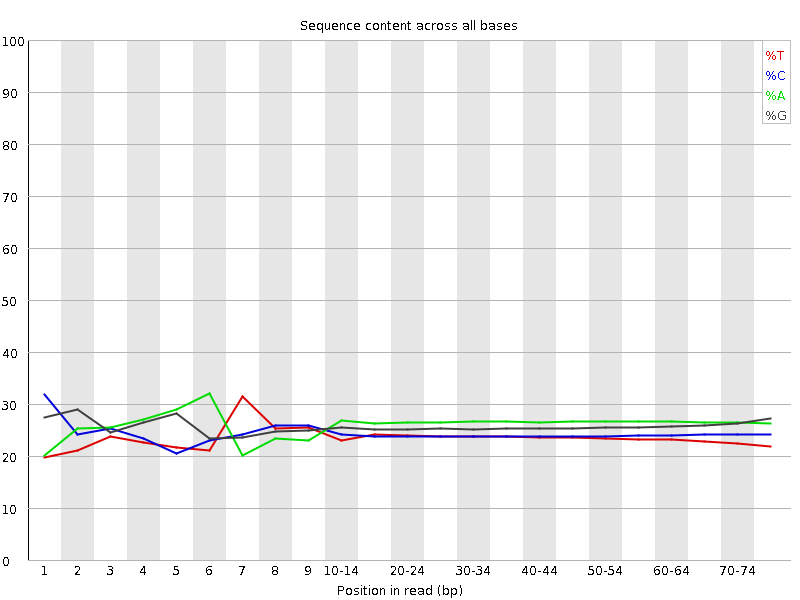 Sequence content across all bases
100
90
80
70
60
50
40
30
20
10
0
%T
%C
%A
%G
1 2 3 4 5 6 7 8 9 10-14 20-24 30-34 40-44 50-54 60-64 70-74
Position in read (bp)